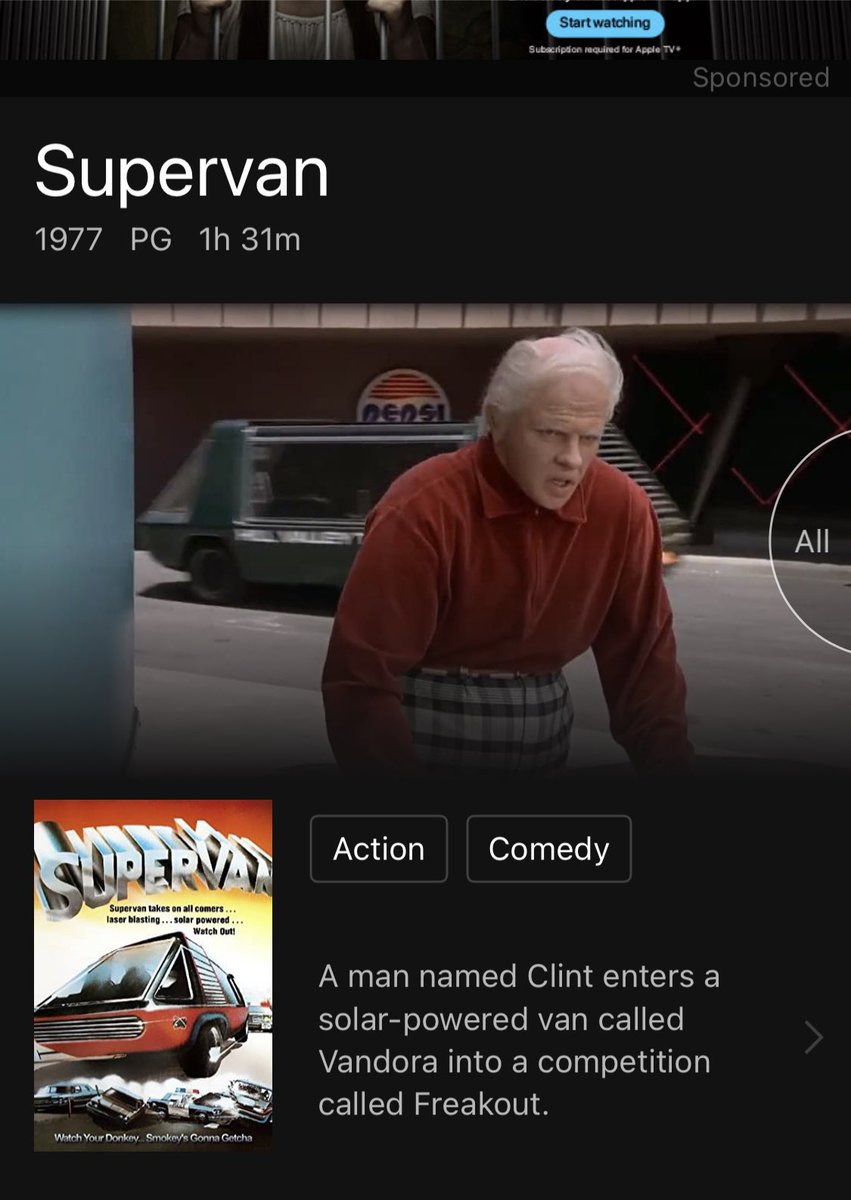 Start watching
Subscription required for Apple TV+
Sponsored
Supervan
1977 PG 1h 31m
PEPSI
All
SUPERVAN
Supervan takes on all comers...
laser blasting...solar powered...
Watch Out!
Watch Your Donkey... Smokey's Gonna Getcha
Action
Comedy
A man named Clint enters a
solar-powered van called
Vandora into a competition
called Freakout.